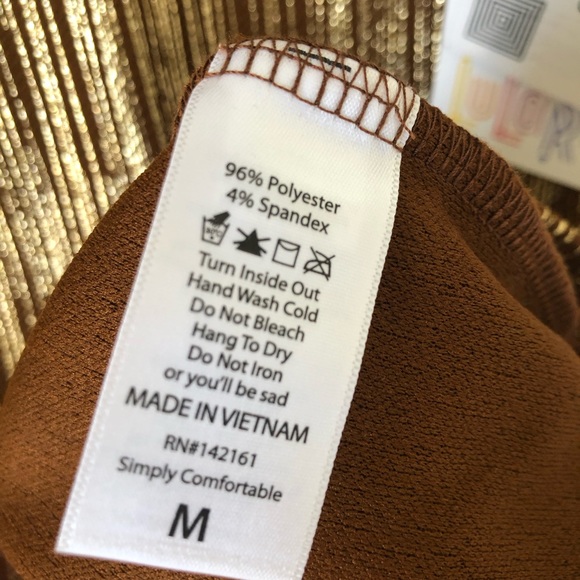 96% Polyester
4% Spandex
Turn Inside Out
Hand Wash Cold
Do Not Bleach
Hang To Dry
Do Not Iron
or you'll be sad
MADE IN VIETNAM
RN#142161
Simply Comfortable
M
LULAR